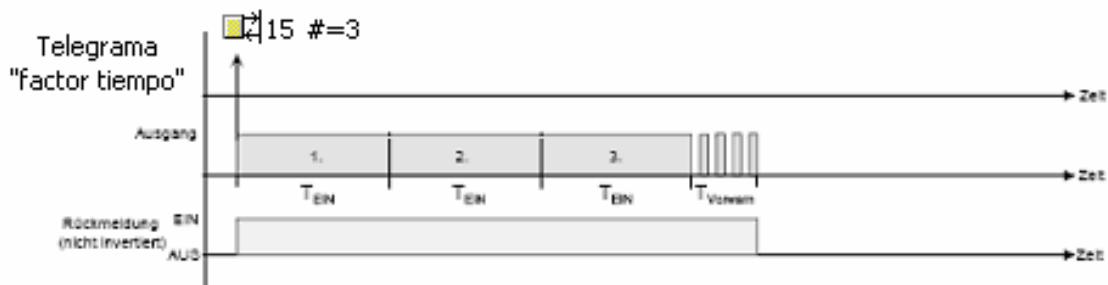 15 #=3
Telegrama
"factor tiempo"
Zeit
Ausgang
1. 2. 3.
Zeit
TEIN TEIN TEIN TVorwarn
Rückmeldung
(nicht invertiert)
EIN
AUS
Zeit